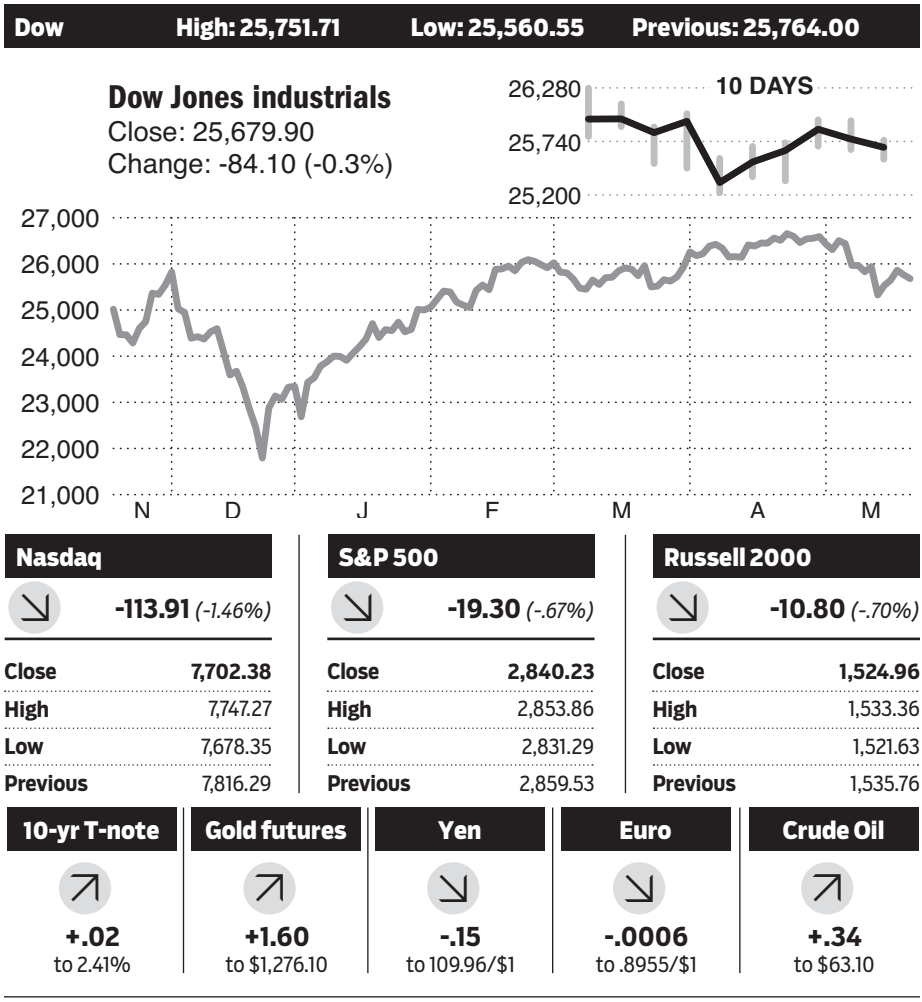 Dow High: 25,751.71 Low: 25,560.55 Previous: 25,764.00
Dow Jones industrials
Close: 25,679.90
Change: -84.10 (-0.3%)
10 DAYS
26,280
25,740
25,200
27,000
26,000
25,000
24,000
23,000
22,000
21,000
N D J F M A M
Nasdaq
-113.91 (-1.46%)
Close 7,702.38
High 7,747.27
Low 7,678.35
Previous 7,816.29
S&P 500
-19.30 (-.67%)
Close 2,840.23
High 2,853.86
Low 2,831.29
Previous 2,859.53
Russell 2000
-10.80 (-.70%)
Close 1,524.96
High 1,533.36
Low 1,521.63
Previous 1,535.76
10-yr T-note
+.02
to 2.41%
Gold futures
+1.60
to $1,276.10
Yen
-.15
to 109.96/$1
Euro
-.0006
to .8955/$1
Crude Oil
+.34
to $63.10